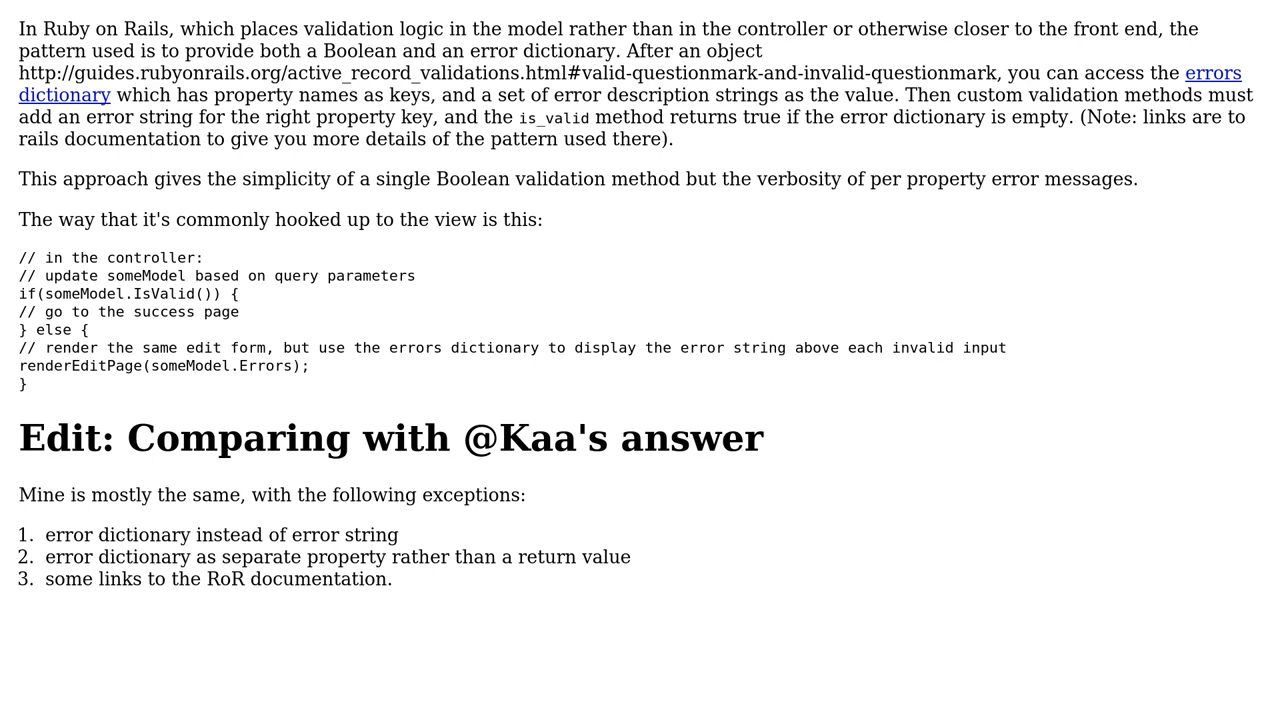 In Ruby on Rails, which places validation logic in the model rather than in the controller or otherwise closer to the front end, the
pattern used is to provide both a Boolean and an error dictionary. After an object
http://guides.rubyonrails.org/active_record_validations.html#valid-questionmark-and-invalid-questionmark, you can access the errors
dictionary which has property names as keys, and a set of error description strings as the value. Then custom validation methods must
add an error string for the right property key, and the is_valid method returns true if the error dictionary is empty. (Note: links are to
rails documentation to give you more details of the pattern used there).
This approach gives the simplicity of a single Boolean validation method but the verbosity of per property error messages.
The way that it's commonly hooked up to the view is this:
// in the controller:
// update someModel based on query parameters
if(someModel.IsValid()) {
// go to the success page
} else {
// render the same edit form, but use the errors dictionary to display the error string above each invalid input
renderEditPage(someModel.Errors);
}
Edit: Comparing with @Kaa's answer
Mine is mostly the same, with the following exceptions:
1. error dictionary instead of error string
2. error dictionary as separate property rather than a return value
3. some links to the RoR documentation.